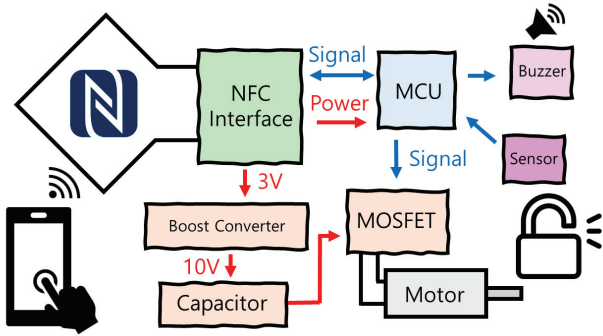 Signal
NFC
Interface
MCU
Buzzer
Power
Sensor
3V
Signal
Boost Converter
MOSFET
10V
Capacitor
Motor